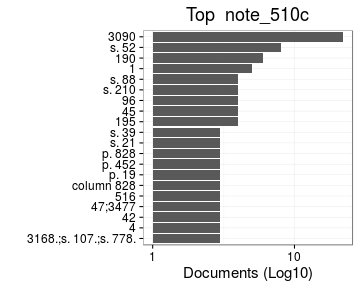 Top note_510c
3090
s. 52
190
1
s. 88
s. 210
96
45
195
s. 39
s. 21
p. 828
p. 452
p. 19
column 828
516
47;3477
42
4
3168.;s. 107.;s. 778.
1 10
Documents (Log10)